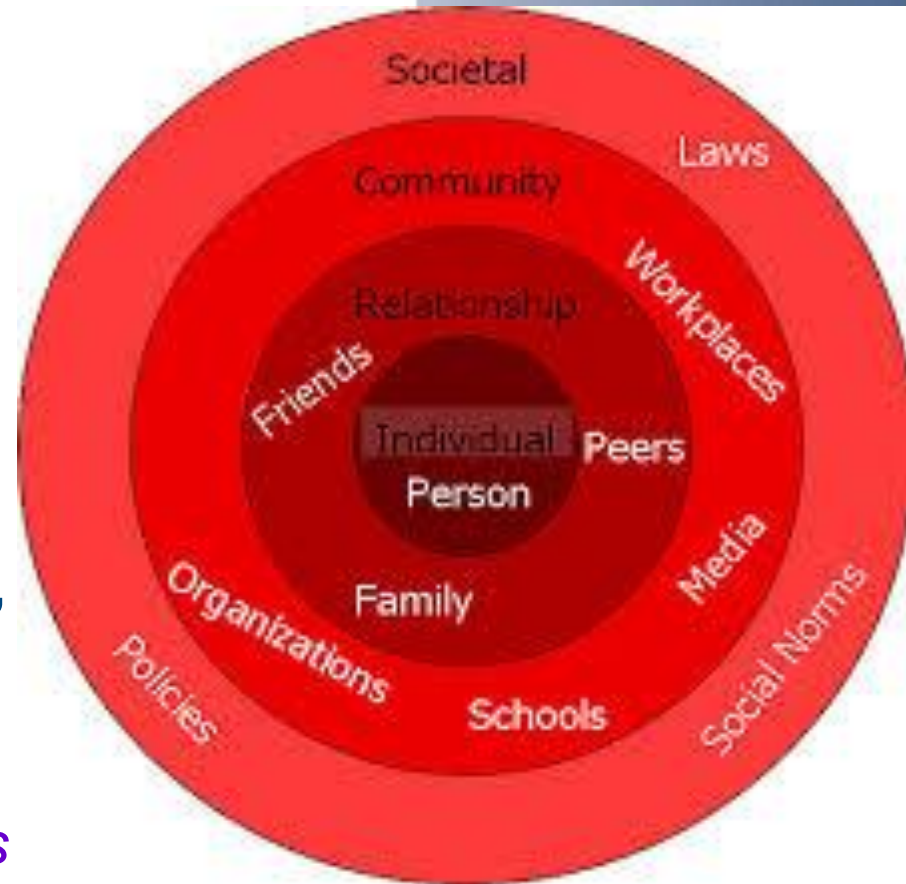 Societal
Laws
Community
Workplaces
Relationship
Friends
Individual
Peers
Person
Media
Organizations
Family
Social Norms
Policies
Schools
,
s